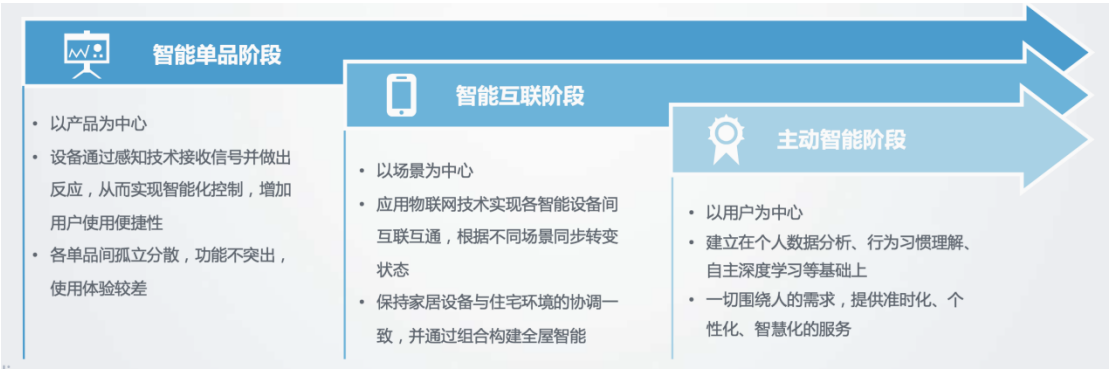 智能单品阶段
• 以产品为中心
• 设备通过感知技术接收信号并做出
反应，从而实现智能化控制，增加
用户使用便捷性
• 各单品间孤立分散，功能不突出，
使用体验较差
智能互联阶段
• 以场景为中心
• 应用物联网技术实现各智能设备间
互联互通，根据不同场景同步转变
状态
• 保持家居设备与住宅环境的协调一
致，并通过组合构建全屋智能
主动智能阶段
• 以用户为中心
• 建立在个人数据分析、行为习惯理解、
自主深度学习等基础上
• 一切围绕人的需求，提供准时化、个
性化、智慧化的服务